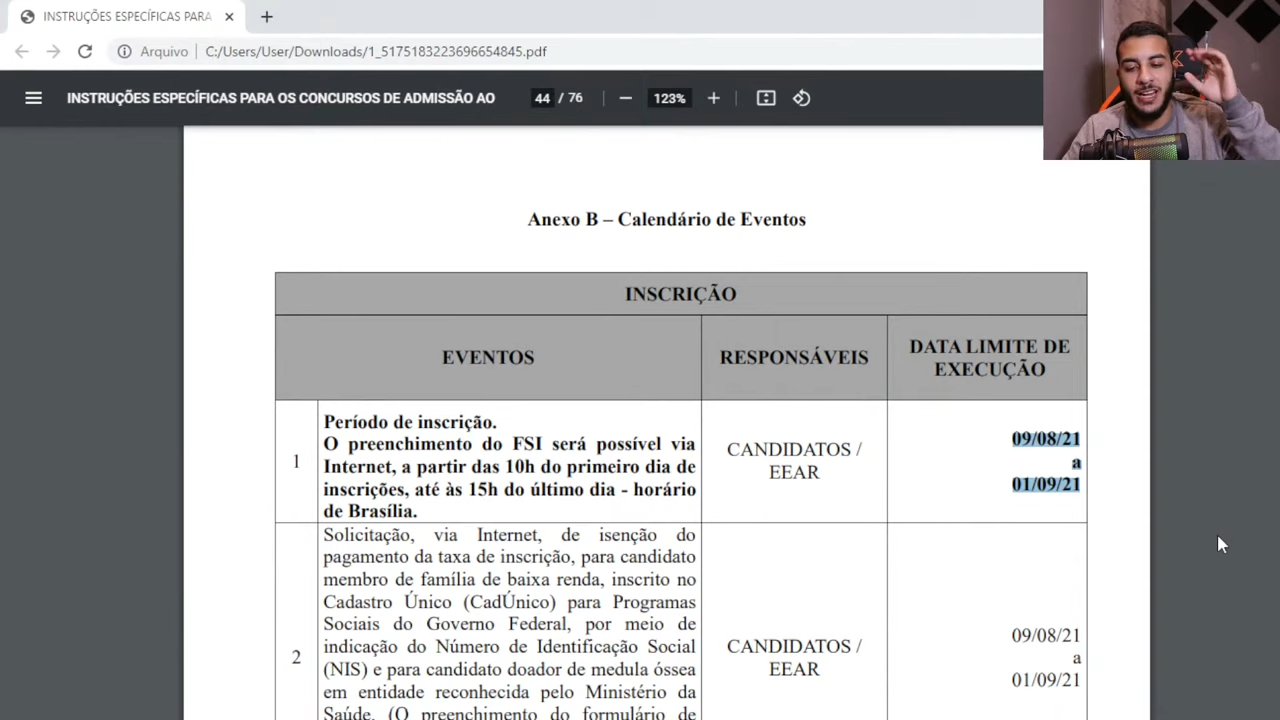 INSTRUÇÕES ESPECÍFICAS PARA
Arquivo C:/Users/User/Downloads/1_5175183223696654845.pdf
INSTRUÇÕES ESPECÍFICAS PARA OS CONCURSOS DE ADMISSÃO AO 44 / 76 123%
Anexo B – Calendário de Eventos
INSCRIÇÃO
EVENTOS
RESPONSÁVEIS
DATA LIMITE DE
EXECUÇÃO
1
Período de inscrição.
O preenchimento do FSI será possível via
Internet, a partir das 10h do primeiro dia de
inscrições, até às 15h do último dia - horário
de Brasília.
CANDIDATOS /
EEAR
09/08/21
a
01/09/21
2
Solicitação, via Internet, de isenção do
pagamento da taxa de inscrição, para candidato
membro de família de baixa renda, inscrito no
Cadastro Único (CadÚnico) para Programas
Sociais do Governo Federal, por meio de
indicação do Número de Identificação Social
(NIS) e para candidato doador de medula óssea
em entidade reconhecida pelo Ministério da
Saúde. (O preenchimento do formulário de
CANDIDATOS /
EEAR
09/08/21
a
01/09/21